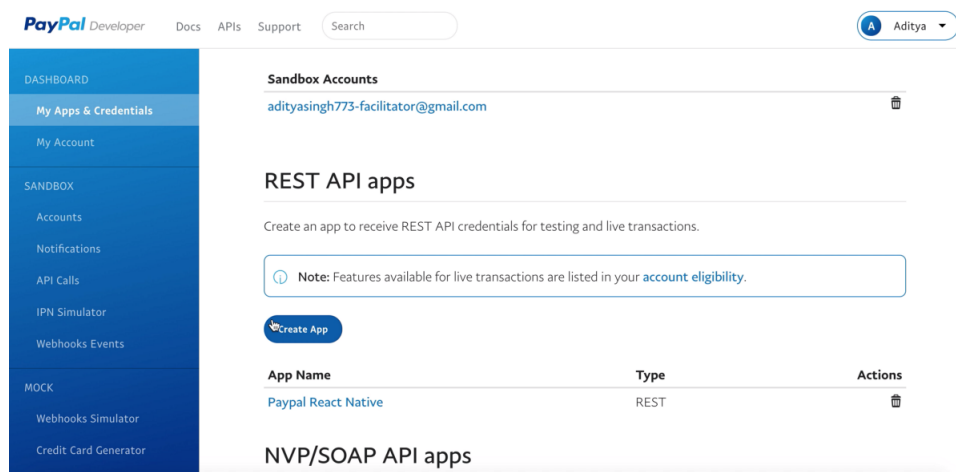 PayPal Developer Docs APIs Support Search A Aditya
DASHBOARD
My Apps & Credentials
My Account
SANDBOX
Accounts
Notifications
API Calls
IPN Simulator
Webhooks Events
MOCK
Webhooks Simulator
Credit Card Generator
Sandbox Accounts
adityasingh773-facilitator@gmail.com
REST API apps
Create an app to receive REST API credentials for testing and live transactions.
Note: Features available for live transactions are listed in your account eligibility.
Create App
App Name Type Actions
Paypal React Native REST
NVP/SOAP API apps